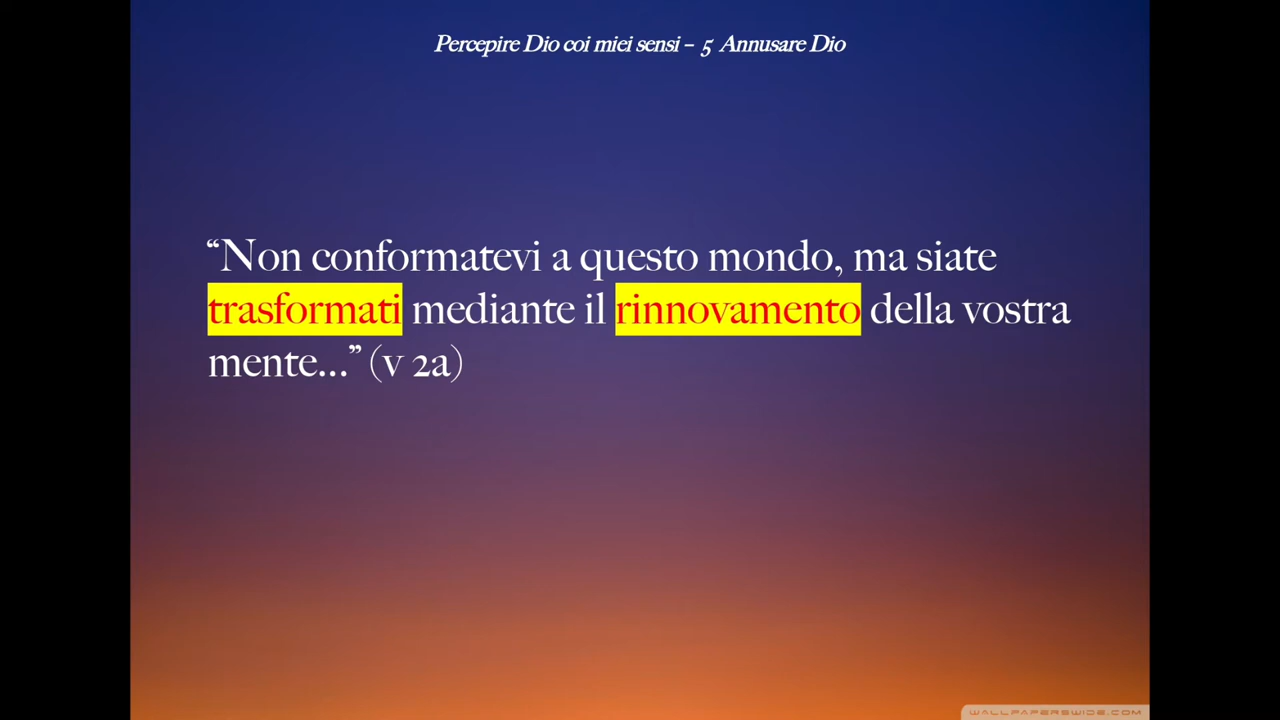 Percepire Dio coi miei sensi – 5 Annusare Dio
“Non conformatevi a questo mondo, ma siate
trasformati mediante il rinnovamento della vostra
mente...” (v 2a)
WALLPAPERSWIDE.COM